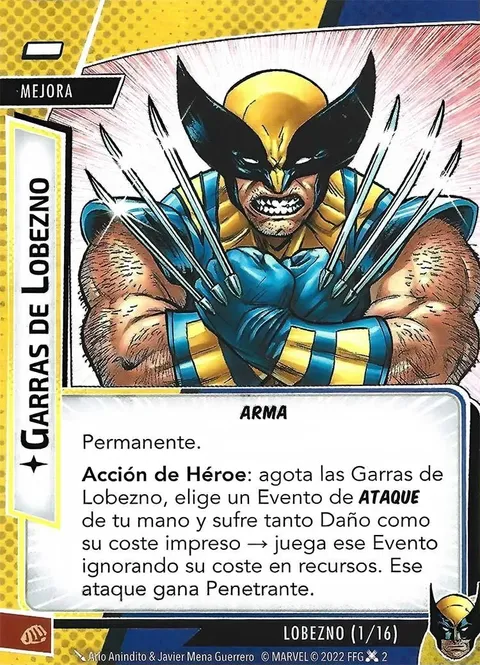 MEJORA
GARRAS DE LOBEZNO
ARMA
Permanente.
Acción de Héroe: agota las Garras de
Lobezno, elige un Evento de ATAQUE
de tu mano y sufre tanto Daño como
su coste impreso → juega ese Evento
ignorando su coste en recursos. Ese
ataque gana Penetrante.
LOBEZNO (1/16)
Ario Anindito & Javier Mena Guerrero © MARVEL © 2022 FFG 2